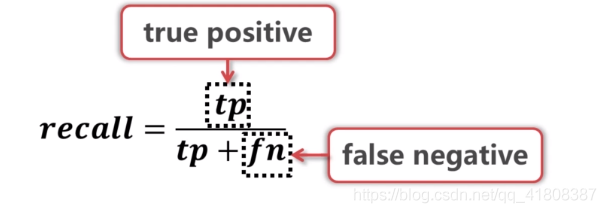 true positive
recall = tp / (tp + fn)
false negative
https://blog.csdn.net/qq_41808387